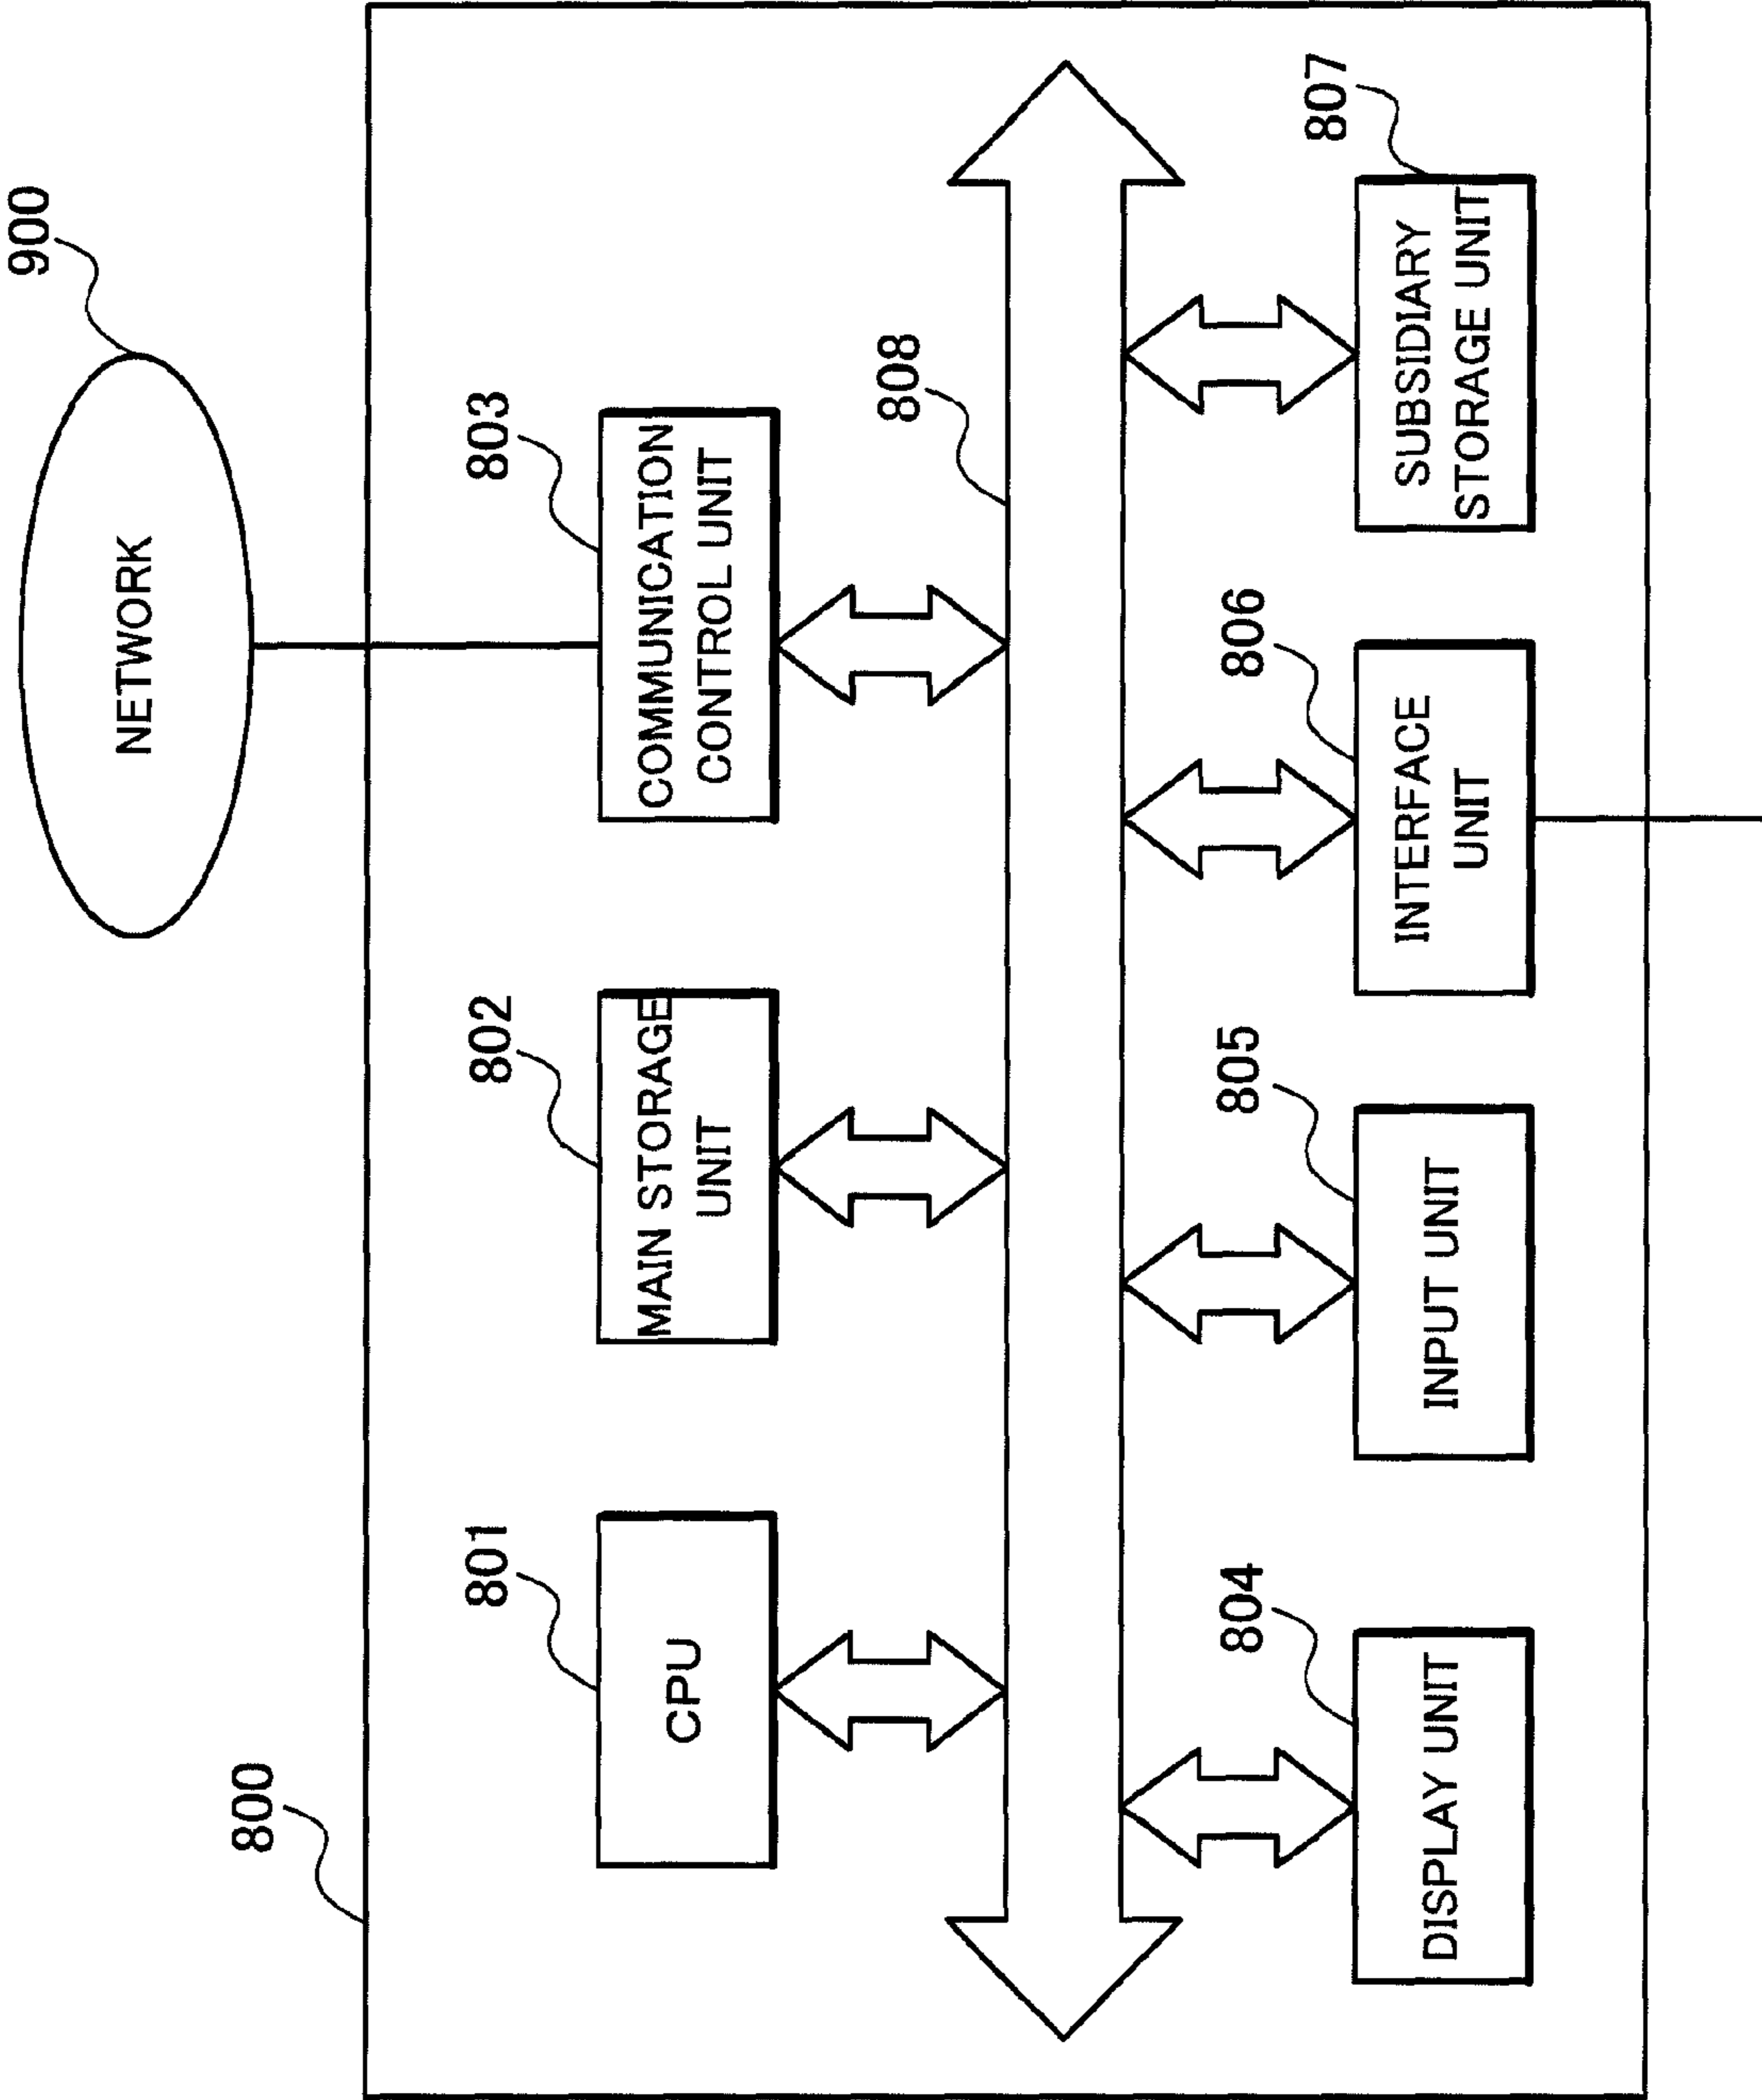 900
NETWORK
800
801
CPU
802
MAIN STORAGE
UNIT
803
COMMUNICATION
CONTROL UNIT
808
804
DISPLAY UNIT
805
INPUT UNIT
806
INTERFACE
UNIT
807
SUBSIDIARY
STORAGE UNIT